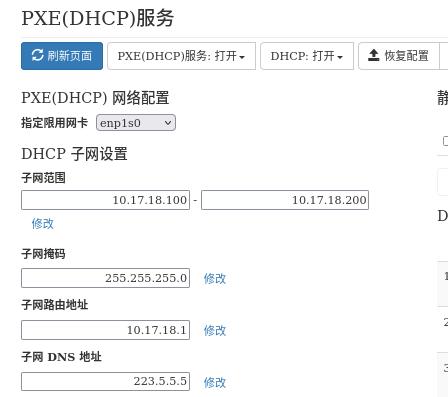 PXE(DHCP)服务
刷新页面 PXE(DHCP)服务: 打开 DHCP: 打开 恢复配置
PXE(DHCP) 网络配置
指定限用网卡 enp1s0
DHCP 子网设置
子网范围
10.17.18.100 - 10.17.18.200
修改
子网掩码
255.255.255.0 修改
子网路由地址
10.17.18.1 修改
子网 DNS 地址
223.5.5.5 修改